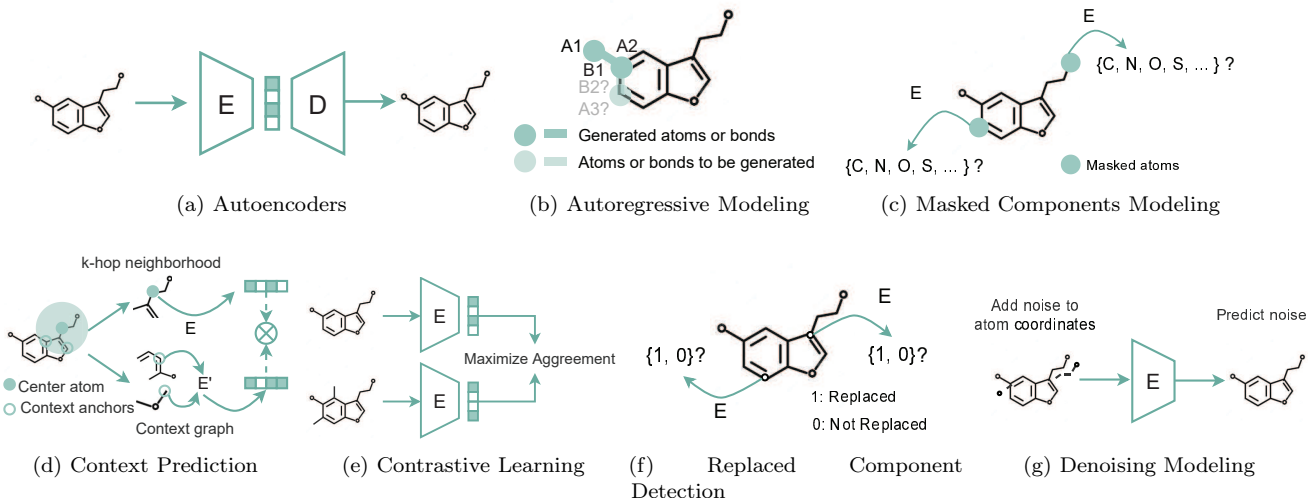 E
D
(a) Autoencoders
A1
A2
B1
B2?
A3?
Generated atoms or bonds
Atoms or bonds to be generated
(b) Autoregressive Modeling
E
{C, N, O, S, ... } ?
E
{C, N, O, S, ... } ?
Masked atoms
(c) Masked Components Modeling
k-hop neighborhood
E
E'
Center atom
Context anchors
Context graph
(d) Context Prediction
E
Maximize Aggreement
E
(e) Contrastive Learning
E
{1, 0}?
{1, 0}?
E
1: Replaced
0: Not Replaced
(f) Replaced Component
Detection
Add noise to
atom coordinates
Predict noise
E
(g) Denoising Modeling